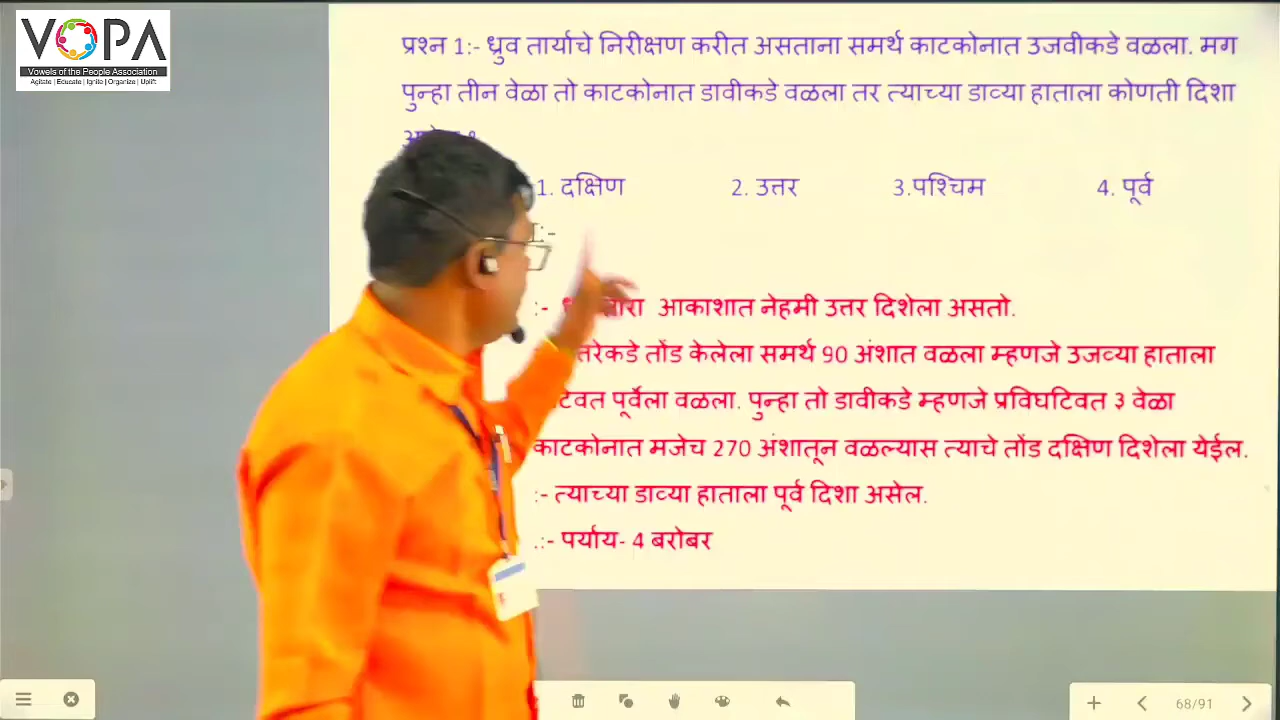 VOPA
Vowels of the People Association
Agitate | Educate | Ignite | Organize | Uplift
प्रश्न 1:- ध्रुव तार्याचे निरीक्षण करीत असताना समर्थ काटकोनात उजवीकडे वळला. मग
पुन्हा तीन वेळा तो काटकोनात डावीकडे वळला तर त्याच्या डाव्या हाताला कोणती दिशा
1. दक्षिण 2. उत्तर 3.पश्चिम 4. पूर्व
:-
:- आकाशात नेहमी उत्तर दिशेला असतो.
तोंड केलेला समर्थ 90 अंशात वळला म्हणजे उजव्या हाताला
पूर्वेला वळला. पुन्हा तो डावीकडे म्हणजे प्रविघटिवत ३ वेळा
काटकोनात मजेच 270 अंशातून वळल्यास त्याचे तोंड दक्षिण दिशेला येईल.
:- त्याच्या डाव्या हाताला पूर्व दिशा असेल.
:- पर्याय- 4 बरोबर
68/91